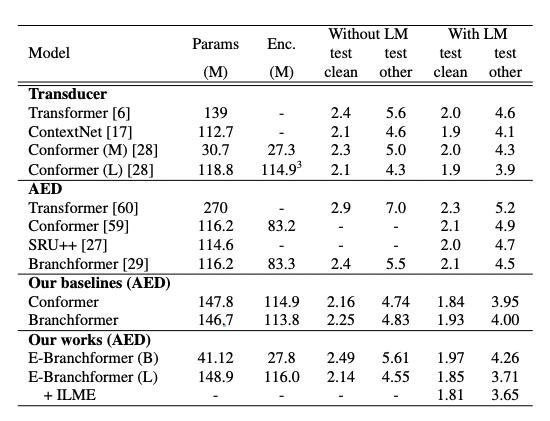 Model Params Enc. Without LM With LM
test test test test
(M) (M) clean other clean other
Transducer
Transformer [6] 139 - 2.4 5.6 2.0 4.6
ContextNet [17] 112.7 - 2.1 4.6 1.9 4.1
Conformer (M) [28] 30.7 27.3 2.3 5.0 2.0 4.3
Conformer (L) [28] 118.8 114.9³ 2.1 4.3 1.9 3.9
AED
Transformer [60] 270 - 2.9 7.0 2.3 5.2
Conformer [59] 116.2 83.2 - - 2.1 4.9
SRU++ [27] 114.6 - - - 2.0 4.7
Branchformer [29] 116.2 83.3 2.4 5.5 2.1 4.5
Our baselines (AED)
Conformer 147.8 114.9 2.16 4.74 1.84 3.95
Branchformer 146,7 113.8 2.25 4.83 1.93 4.00
Our works (AED)
E-Branchformer (B) 41.12 27.8 2.49 5.61 1.97 4.26
E-Branchformer (L) 148.9 116.0 2.14 4.55 1.85 3.71
+ ILME - - - - 1.81 3.65